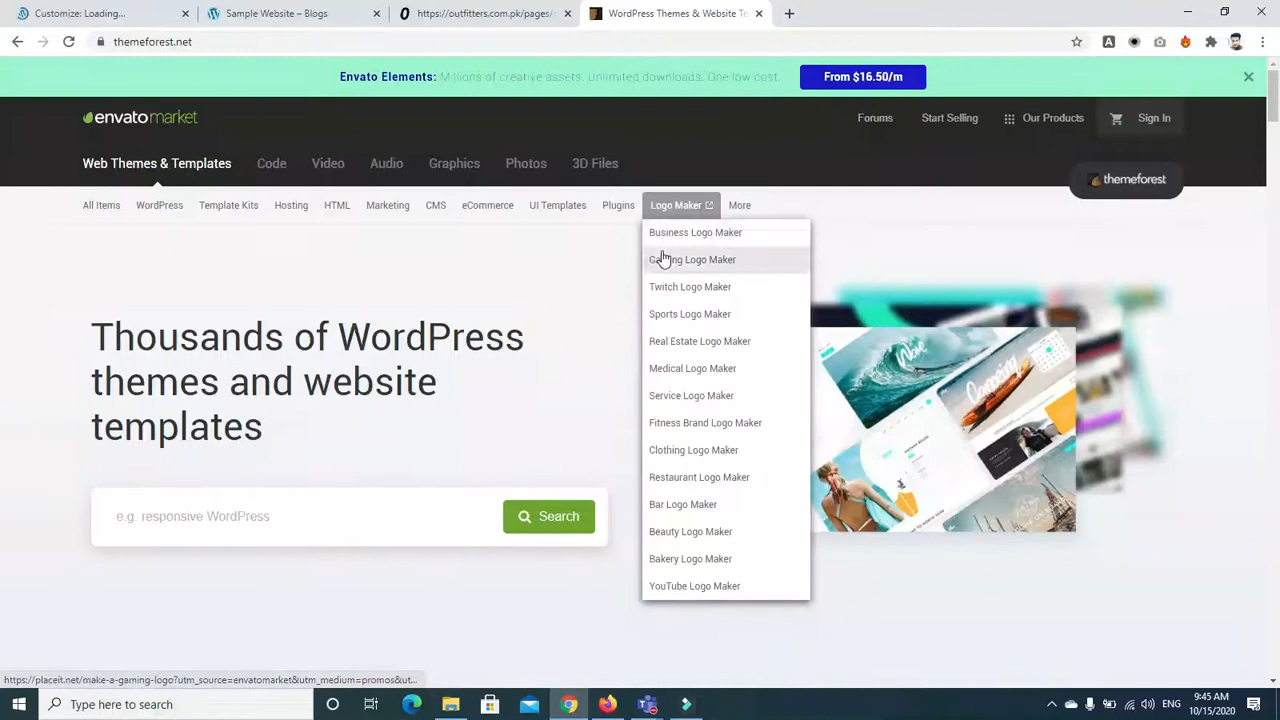 Customize: Loading...
Sample Website – Blog
https://outfitters.com.pk/pages/
WordPress Themes & Website Te
themeforest.net
Envato Elements: Millions of creative assets. Unlimited downloads. One low cost.
From $16.50/m
envatomarket
Forums
Start Selling
Our Products
Sign In
Web Themes & Templates
Code
Video
Audio
Graphics
Photos
3D Files
themeforest
All Items
WordPress
Template Kits
Hosting
HTML
Marketing
CMS
eCommerce
UI Templates
Plugins
Logo Maker
More
Business Logo Maker
Gaming Logo Maker
Twitch Logo Maker
Sports Logo Maker
Real Estate Logo Maker
Medical Logo Maker
Service Logo Maker
Fitness Brand Logo Maker
Clothing Logo Maker
Restaurant Logo Maker
Bar Logo Maker
Beauty Logo Maker
Bakery Logo Maker
YouTube Logo Maker
Thousands of WordPress
themes and website
templates
e.g. responsive WordPress
Search
Wave
Camping
https://placeit.net/make-a-gaming-logo?utm_source=envatomarket&utm_medium=promos&ut...
Type here to search
ENG
9:45 AM
10/15/2020